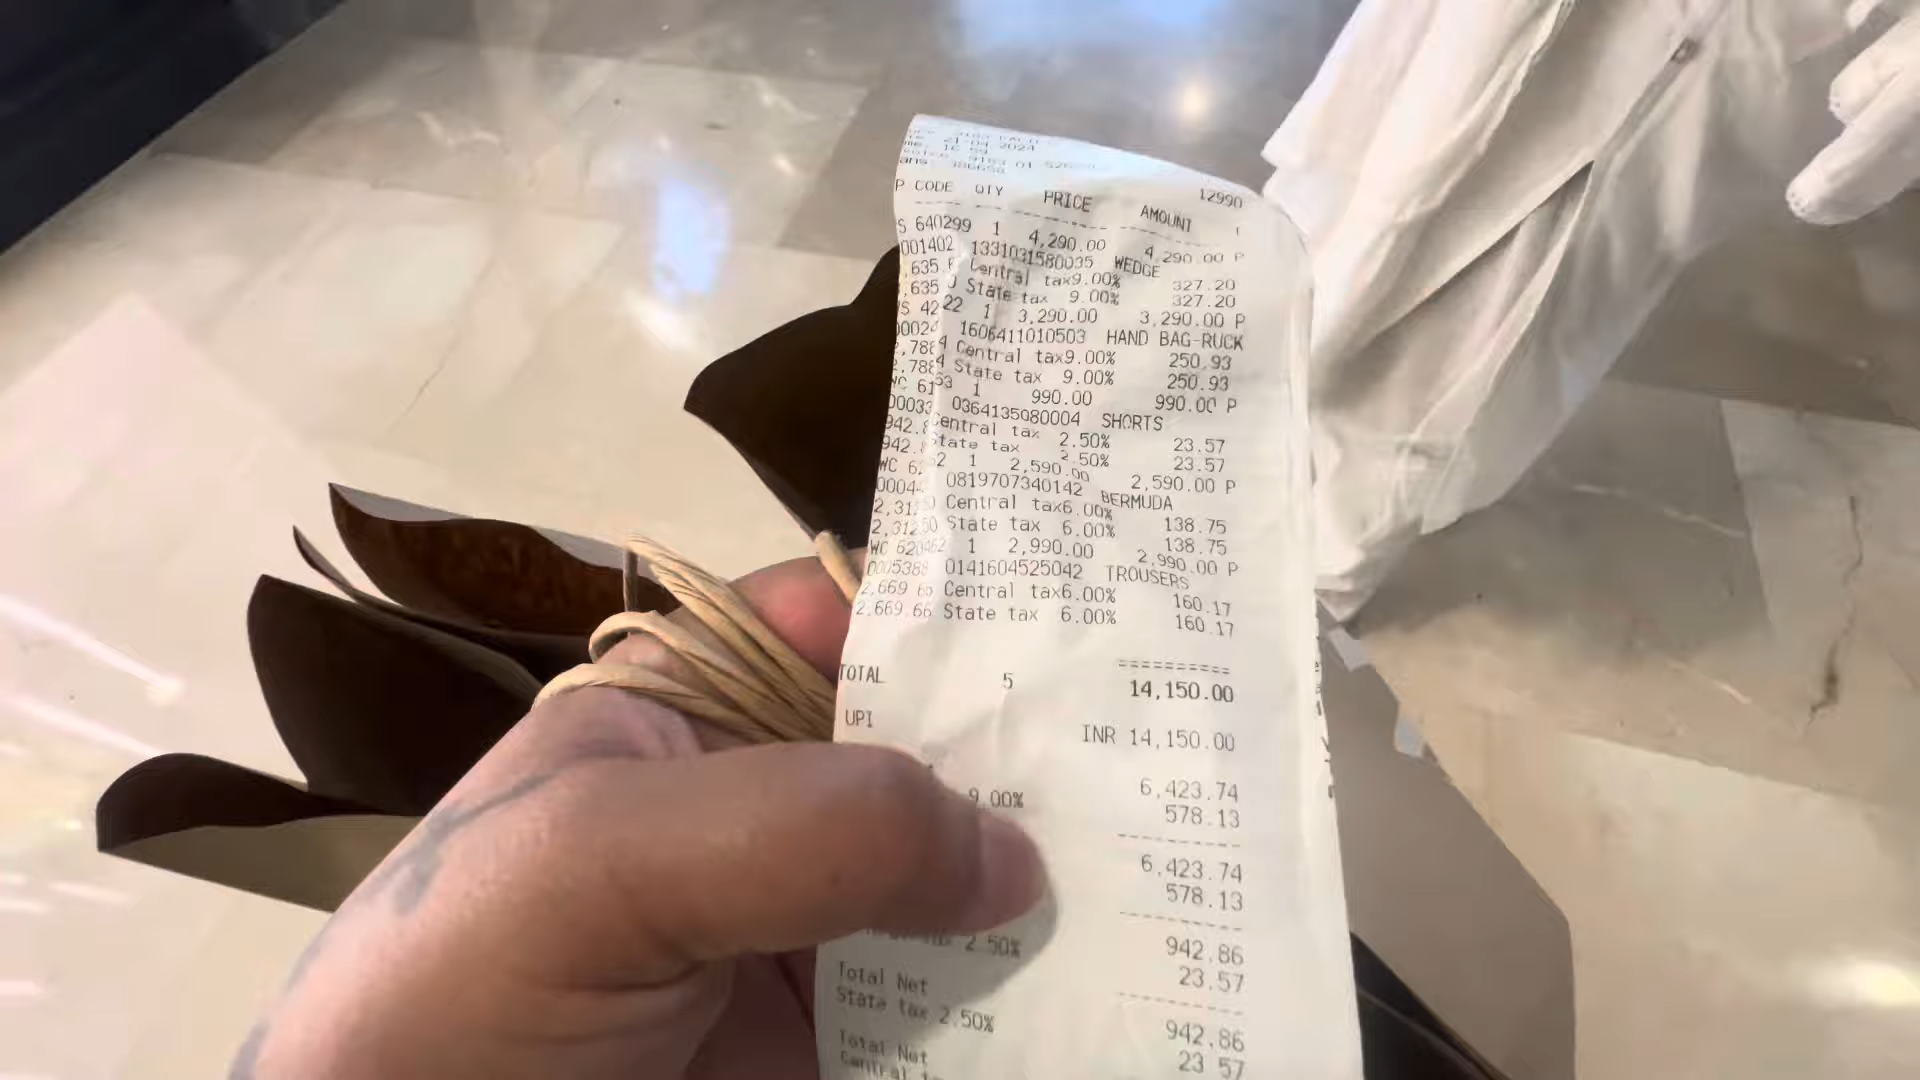 21-04-2024
12990
P CODE QTY PRICE AMOUNT
S 640299 1 4,290.00 4,290.00 P
001402 1331031580035 WEDGE
Central tax9.00% 327.20
State tax 9.00% 327.20
1 3,290.00 3,290.00 P
1606411010503 HAND BAG-RUCK
Central tax9.00% 250.93
State tax 9.00% 250.93
1 990.00 990.00 P
0364135080004 SHORTS
Central tax 2.50% 23.57
State tax 2.50% 23.57
1 2,590.00 2,590.00 P
0819707340142 BERMUDA
Central tax6.00% 138.75
State tax 6.00% 138.75
WC 620462 1 2,990.00 2,990.00 P
0005388 0141604525042 TROUSERS
2,669 66 Central tax6.00% 160.17
2,669.66 State tax 6.00% 160.17
==========
TOTAL 5 14,150.00
UPI INR 14,150.00
6,423.74
9.00% 578.13
6,423.74
578.13
942.86
2.50% 23.57
Total Net 942.86
State tax 2.50% 23 57
Total Net